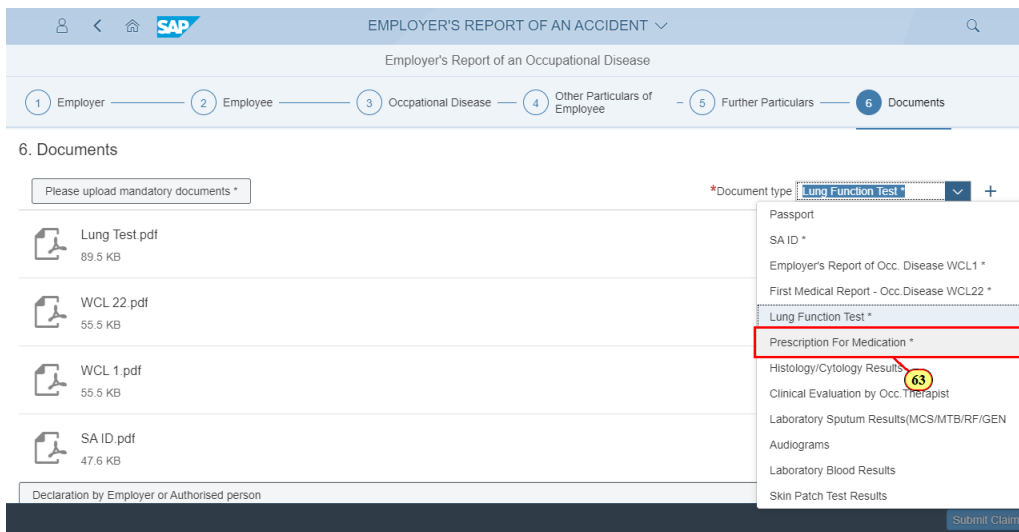 SAP
EMPLOYER'S REPORT OF AN ACCIDENT
Employer's Report of an Occupational Disease
1 Employer 2 Employee 3 Occpational Disease 4 Other Particulars of Employee 5 Further Particulars 6 Documents
6. Documents
Please upload mandatory documents *
*Document type Lung Function Test *
Passport
SA ID *
Employer's Report of Occ. Disease WCL1 *
First Medical Report - Occ.Disease WCL22 *
Lung Function Test *
Prescription For Medication *
63
Histology/Cytology Results
Clinical Evaluation by Occ.Therapist
Laboratory Sputum Results(MCS/MTB/RF/GEN
Audiograms
Laboratory Blood Results
Skin Patch Test Results
Lung Test.pdf
89.5 KB
WCL 22.pdf
55.5 KB
WCL 1.pdf
55.5 KB
SA ID.pdf
47.6 KB
Declaration by Employer or Authorised person
Submit Claim